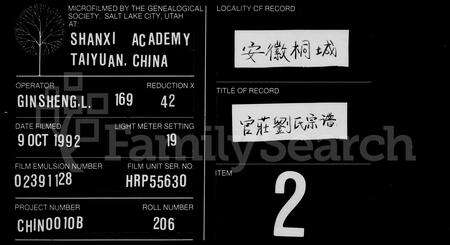 MICROFILMED BY THE GENEALOGICAL
SOCIETY, SALT LAKE CITY, UTAH
AT
SHANXI ACADEMY
TAIYUAN, CHINA
OPERATOR
REDUCTION X
GINSHENG.L.
169
42
DATE FILMED
LIGHT METER SETTING
9 OCT 1992
19
FILM EMULSION NUMBER
FILM UNIT SER. NO.
02391128
HRP55630
PROJECT NUMBER
ROLL NUMBER
CHIN0010B
206
LOCALITY OF RECORD
安徽桐城
TITLE OF RECORD
官莊劉氏宗譜
ITEM
2
FamilySearch